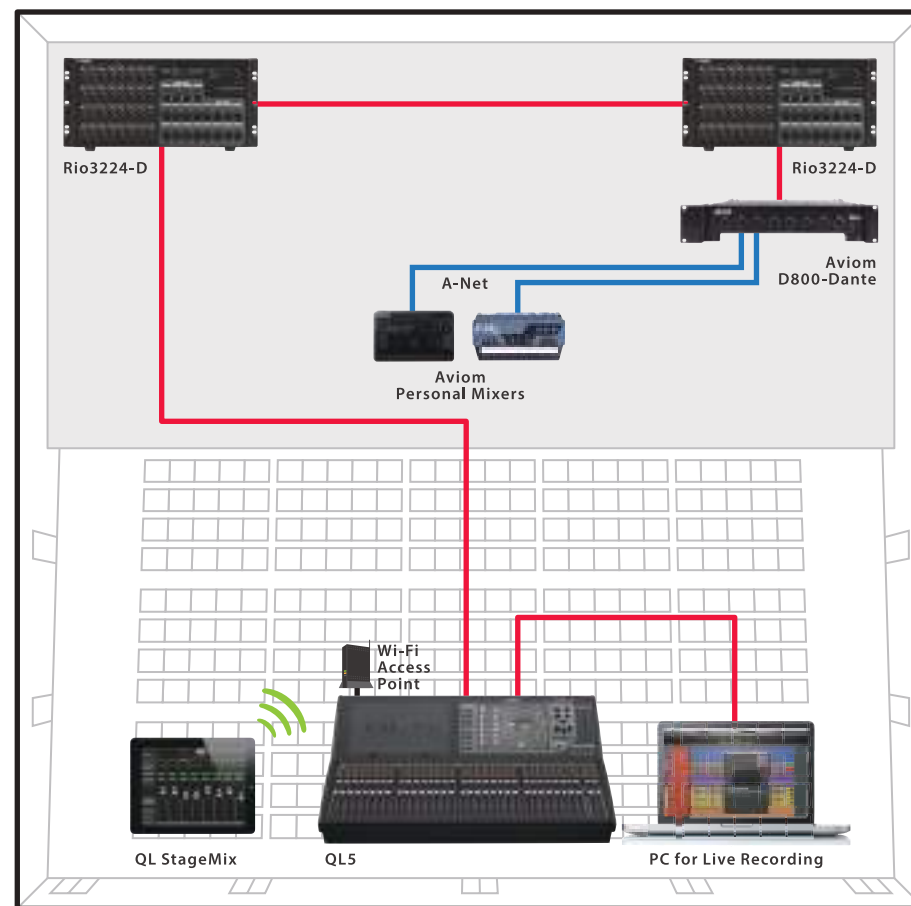 Rio3224-D
Rio3224-D
Aviom
D800-Dante
A-Net
Aviom
Personal Mixers
Wi-Fi
Access
Point
QL StageMix
QL5
PC for Live Recording